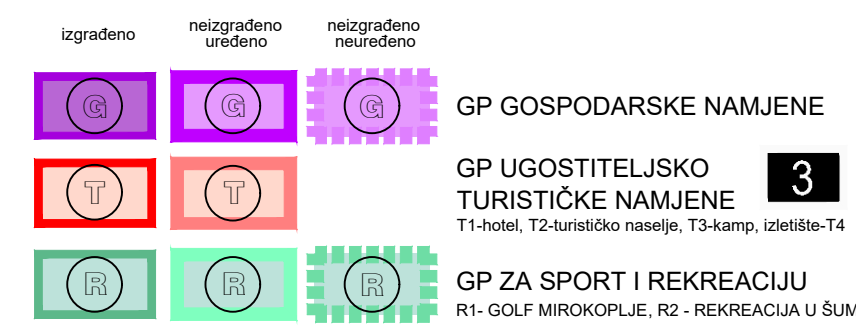 izgrađeno
neizgrađeno
uređeno
neizgrađeno
neuređeno
G G G
GP GOSPODARSKE NAMJENE
T T
GP UGOSTITELJSKO
TURISTIČKE NAMJENE
3
T1-hotel, T2-turističko naselje, T3-kamp, izletište-T4
R R R
GP ZA SPORT I REKREACIJU
R1- GOLF MIROKOPLJE, R2 - REKREACIJA U ŠUM